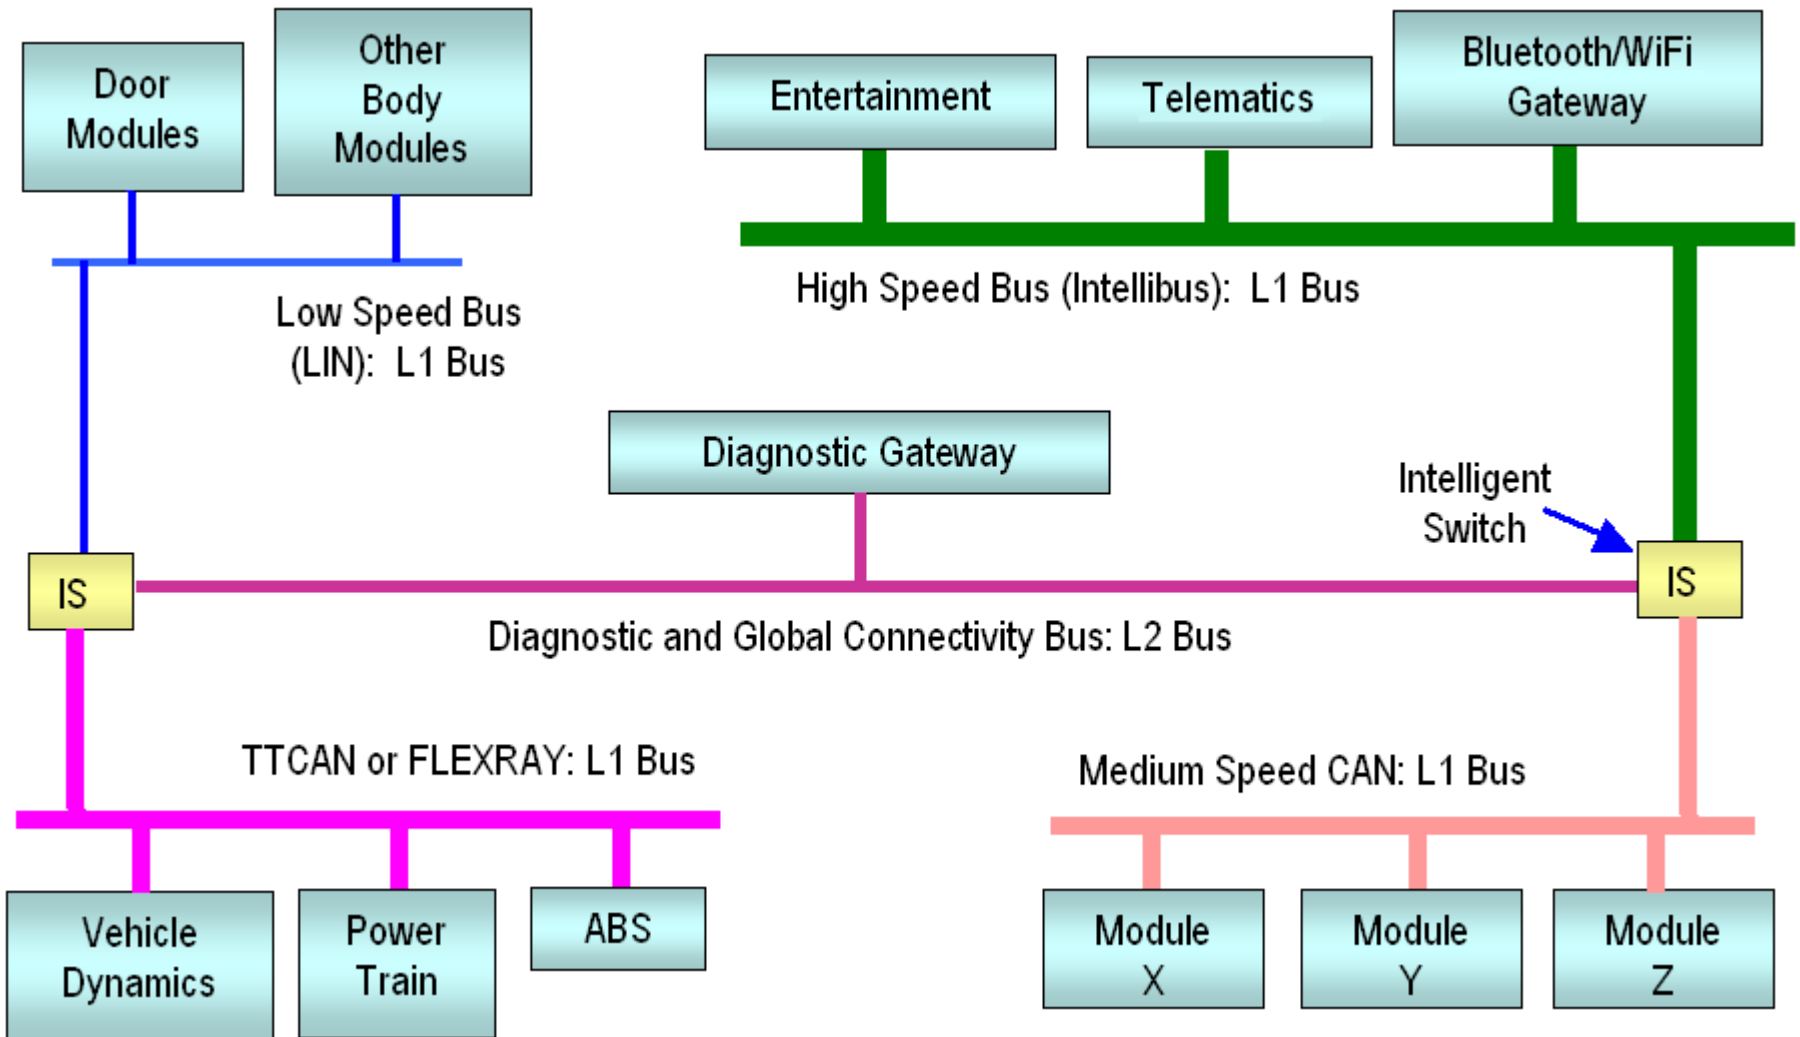 Door
Modules
Other
Body
Modules
Entertainment
Telematics
Bluetooth/WiFi
Gateway
Low Speed Bus
(LIN): L1 Bus
High Speed Bus (Intellibus): L1 Bus
Diagnostic Gateway
Intelligent
Switch
IS
IS
Diagnostic and Global Connectivity Bus: L2 Bus
TTCAN or FLEXRAY: L1 Bus
Medium Speed CAN: L1 Bus
Vehicle
Dynamics
Power
Train
ABS
Module
X
Module
Y
Module
Z